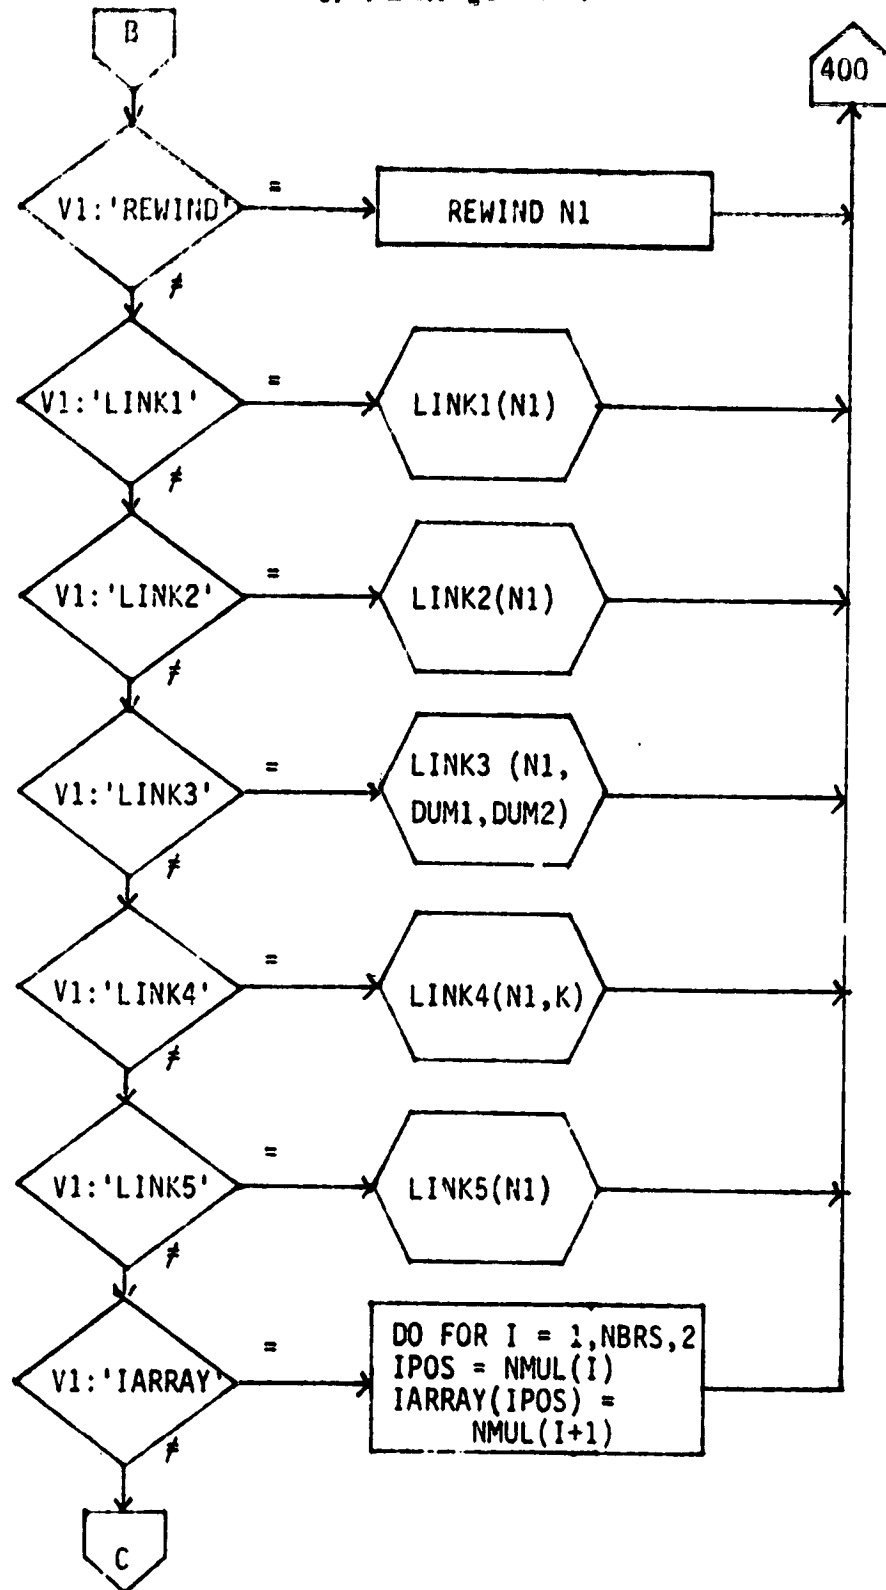 B
400
V1:'REWIND'
=
REWIND N1
≠
V1:'LINK1'
=
LINK1(N1)
≠
V1:'LINK2'
=
LINK2(N1)
≠
V1:'LINK3'
=
LINK3 (N1,
DUM1,DUM2)
≠
V1:'LINK4'
=
LINK4(N1,K)
≠
V1:'LINK5'
=
LINK5(N1)
≠
V1:'IARRAY'
=
DO FOR I = 1,NBRS,2
IPOS = NMUL(I)
IARRAY(IPOS) =
NMUL(I+1)
≠
C